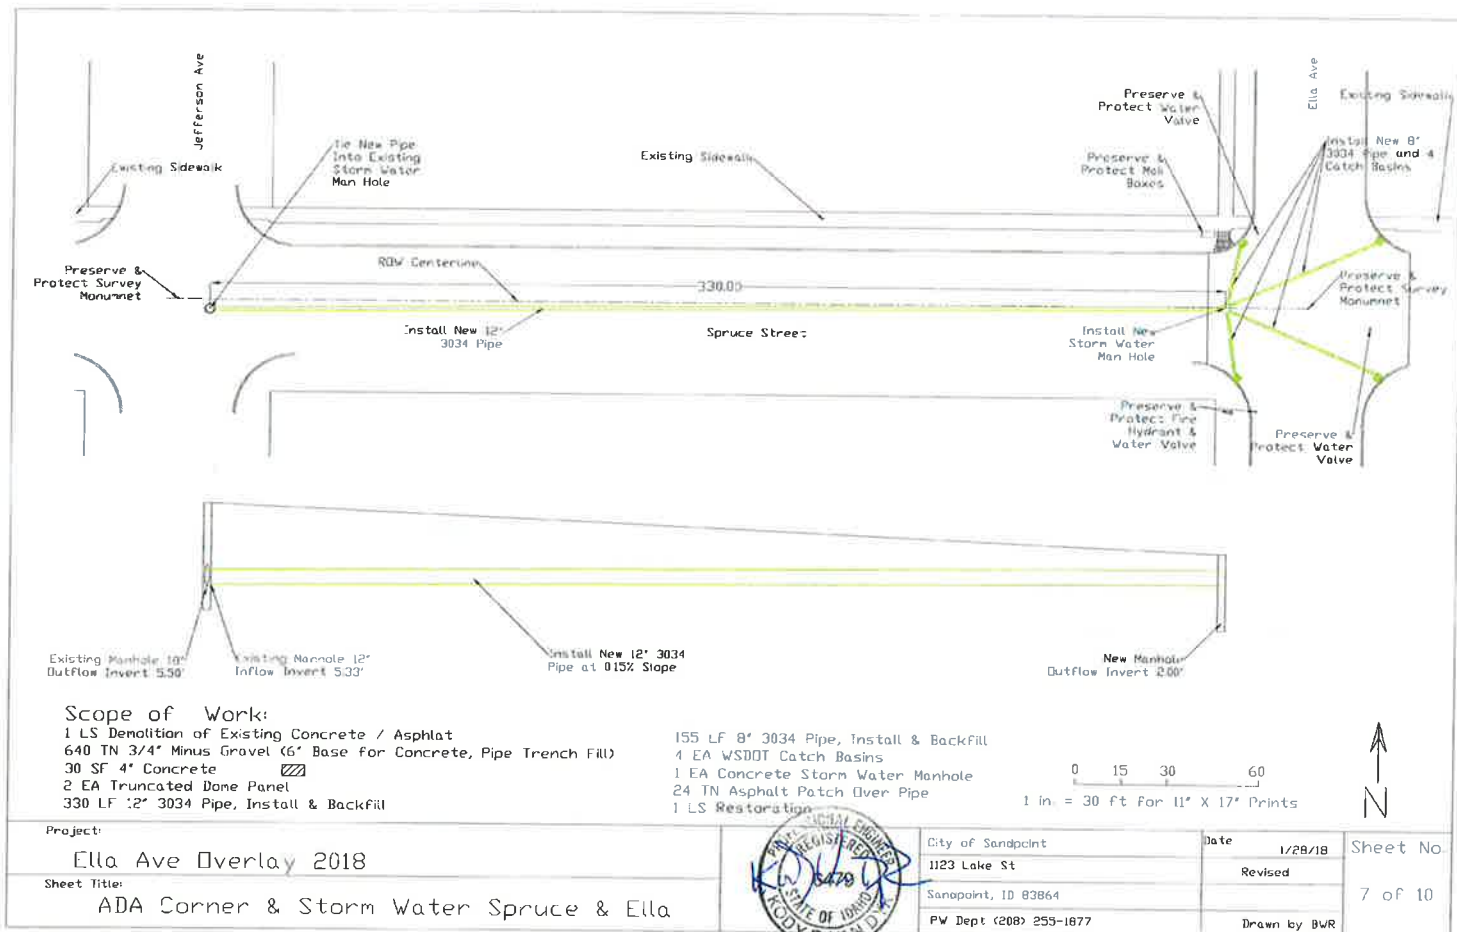 Jefferson Ave
Existing Sidewalk
Tie New Pipe
Into Existing
Storm Water
Man Hole
Existing Sidewalk
Preserve &
Protect Water
Valve
Ella Ave
Existing Sidewalk
Preserve &
Protect Mail
Boxes
Install New 8"
3034 Pipe and 4
Catch Basins
Preserve &
Protect Survey
Monumnet
ROW Centerline
330.00
Install New 12"
3034 Pipe
Spruce Street
Install New
Storm Water
Man Hole
Preserve &
Protect Survey
Monumnet
Preserve &
Protect Fire
Hydrant &
Water Valve
Preserve &
Protect Water
Valve
Existing Manhole 10"
Outflow Invert 5.50'
Existing Manhole 12"
Inflow Invert 5.33'
Install New 12" 3034
Pipe at 0.15% Slope
New Manhole
Outflow Invert 2.00'
Scope of Work:
1 LS Demolition of Existing Concrete / Asphlat
640 TN 3/4" Minus Gravel (6" Base for Concrete, Pipe Trench Fill)
30 SF 4" Concrete
2 EA Truncated Dome Panel
330 LF 12" 3034 Pipe, Install & Backfill
155 LF 8" 3034 Pipe, Install & Backfill
4 EA WSDOT Catch Basins
1 EA Concrete Storm Water Manhole
24 TN Asphalt Patch Over Pipe
1 LS Restoration
0 15 30 60
1 in. = 30 ft for 11" X 17" Prints
N
Project:
Ella Ave Overlay 2018
Sheet Title:
ADA Corner & Storm Water Spruce & Ella
PROFESSIONAL ENGINEER
REGISTERED
STATE OF IDAHO
City of Sandpoint
1123 Lake St
Sandpoint, ID 83864
PW Dept (208) 255-1877
Date 1/28/18
Revised
Drawn by BWR
Sheet No.
7 of 10